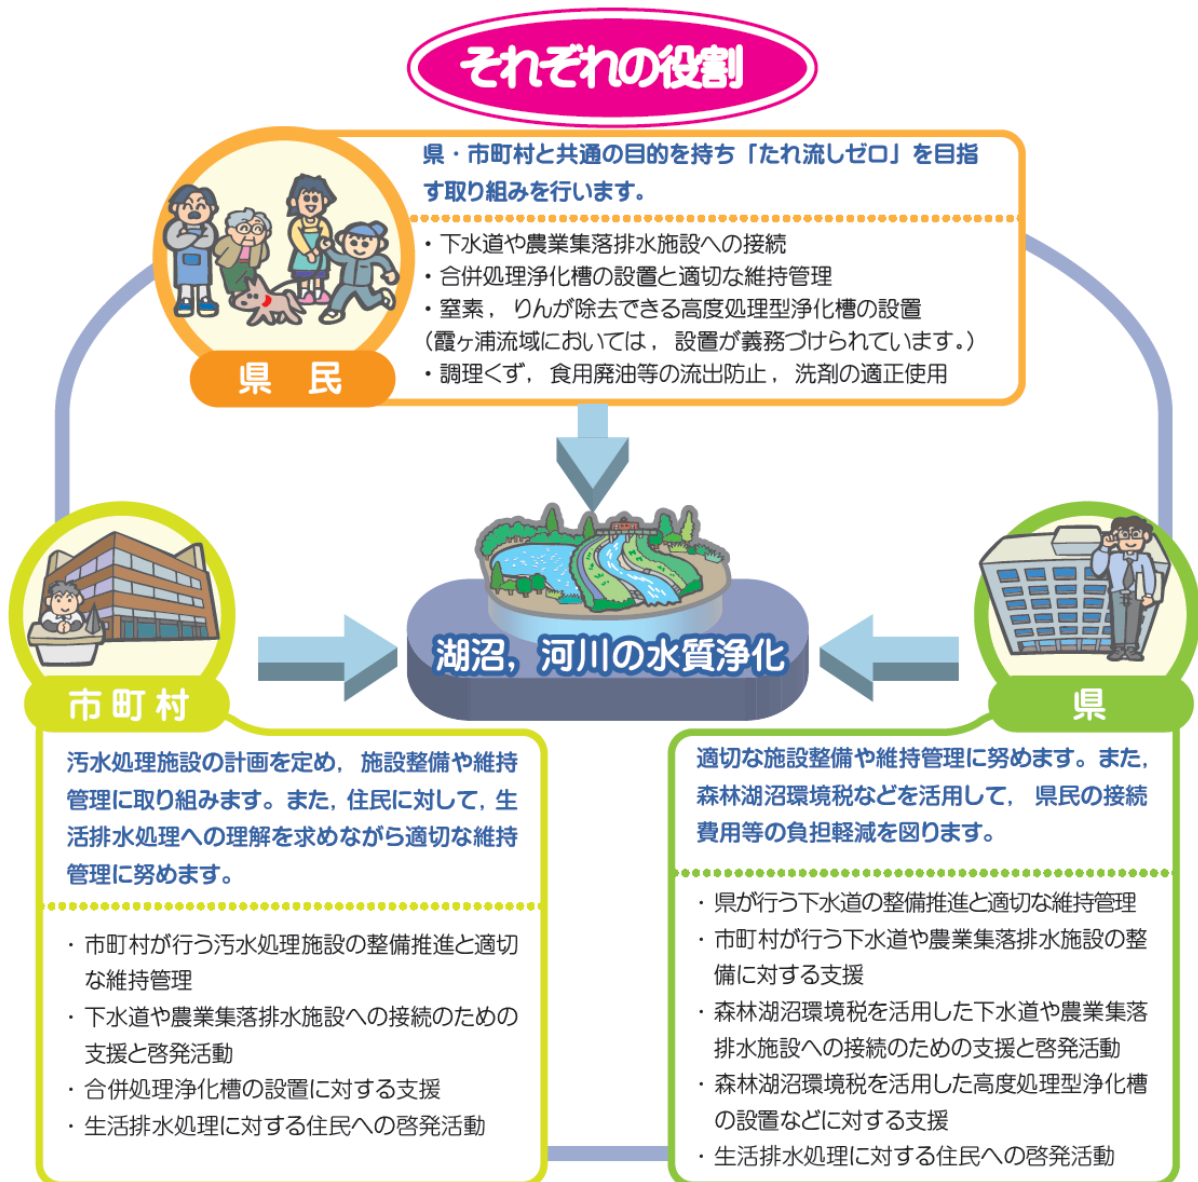 それぞれの役割
県・市町村と共通の目的を持ち「たれ流しゼロ」を目指
す取り組みを行います。
・下水道や農業集落排水施設への接続
・合併処理浄化槽の設置と適切な維持管理
・窒素，りんが除去できる高度処理型浄化槽の設置
（霞ヶ浦流域においては，設置が義務づけられています。）
・調理くず，食用廃油等の流出防止，洗剤の適正使用
県 民
湖沼，河川の水質浄化
市町村
汚水処理施設の計画を定め，施設整備や維持
管理に取り組みます。また，住民に対して，生
活排水処理への理解を求めながら適切な維持
管理に努めます。
・市町村が行う汚水処理施設の整備推進と適切
な維持管理
・下水道や農業集落排水施設への接続のための
支援と啓発活動
・合併処理浄化槽の設置に対する支援
・生活排水処理に対する住民への啓発活動
県
適切な施設整備や維持管理に努めます。また，
森林湖沼環境税などを活用して， 県民の接続
費用等の負担軽減を図ります。
・県が行う下水道の整備推進と適切な維持管理
・市町村が行う下水道や農業集落排水施設の整
備に対する支援
・森林湖沼環境税を活用した下水道や農業集落
排水施設への接続のための支援と啓発活動
・森林湖沼環境税を活用した高度処理型浄化槽
の設置などに対する支援
・生活排水処理に対する住民への啓発活動